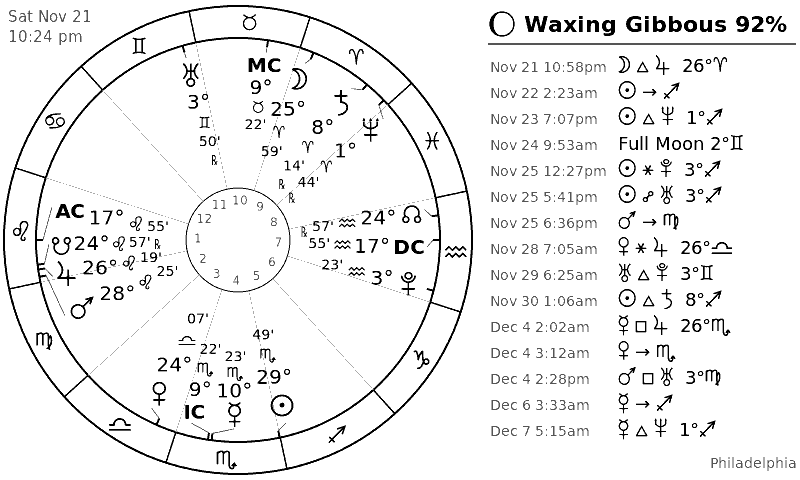 Sat Nov 21
10:24 pm
☽ Waxing Gibbous 92%
Nov 21 10:58pm ☽ △ ♃ 26°♈
Nov 22 2:23am ☉ → ♐
Nov 23 7:07pm ☉ △ ♆ 1°♐
Nov 24 9:53am Full Moon 2°♊
Nov 25 12:27pm ☉ ⚹ ⯓ 3°♐
Nov 25 5:41pm ☉ ☍ ♅ 3°♐
Nov 25 6:36pm ♂ → ♍
Nov 28 7:05am ♀ ⚹ ♃ 26°♎
Nov 29 6:25am ♅ △ ⯓ 3°♊
Nov 30 1:06am ☉ △ ♄ 8°♐
Dec 4 2:02am ☿ □ ♃ 26°♏
Dec 4 3:12am ♀ → ♏
Dec 4 2:28pm ♂ □ ♅ 3°♍
Dec 6 3:33am ☿ → ♐
Dec 7 5:15am ☿ △ ♆ 1°♐
Philadelphia
♉
♊
♈
♋
♓
♌
♒
♍
♑
♎
♏
♐
♅ 3° ♊ 50' ℞
MC 9° ♉ 22'
☽ 25° ♈ 59'
♄ 8° ♈ 14' ℞
♆ 1° ♈ 44' ℞
AC 17° ♌ 55'
☋ 24° ♌ 57' ℞
♃ 26° ♌ 19'
♂ 28° ♌ 25'
℞ 57' ♒ 24° ☊
55' ♒ 17° DC
23' ♒ 3° ⯓
♀ 24° ♎ 07'
IC 9° ♏ 22'
☿ 10° ♏ 23'
☉ 29° ♏ 49'
1
2
3
4
5
6
7
8
9
10
11
12